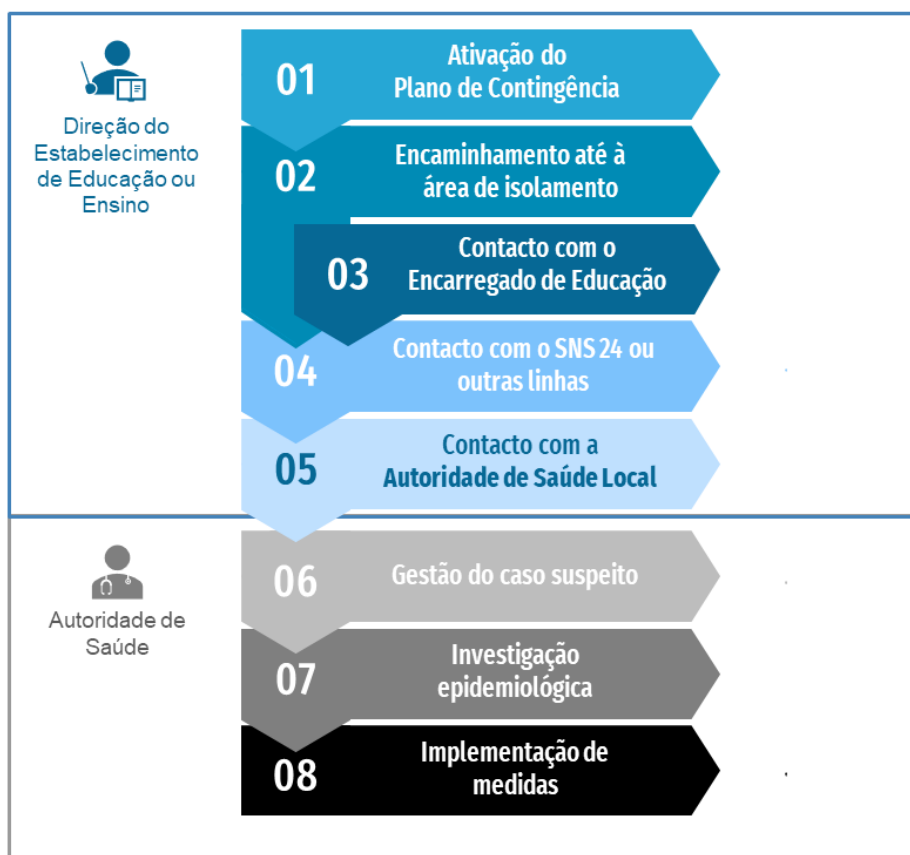 Direção do
Estabelecimento
de Educação ou
Ensino
01
Ativação do
Plano de Contingência
02
Encaminhamento até à
área de isolamento
03
Contacto com o
Encarregado de Educação
04
Contacto com o SNS 24 ou
outras linhas
05
Contacto com a
Autoridade de Saúde Local
Autoridade de
Saúde
06
Gestão do caso suspeito
07
Investigação
epidemiológica
08
Implementação de
medidas